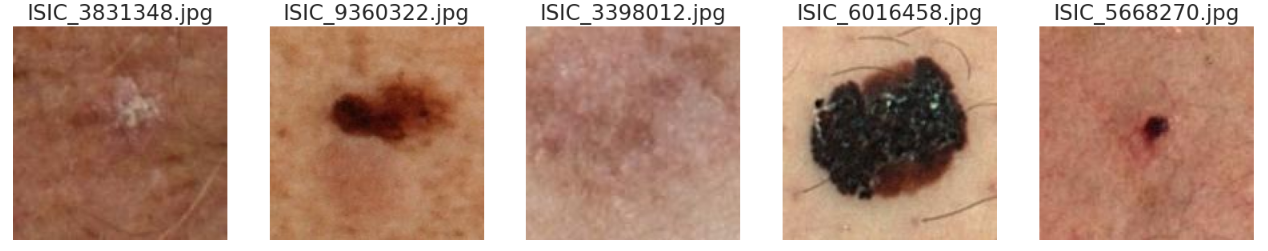 ISIC_3831348.jpg
ISIC_9360322.jpg
ISIC_3398012.jpg
ISIC_6016458.jpg
ISIC_5668270.jpg